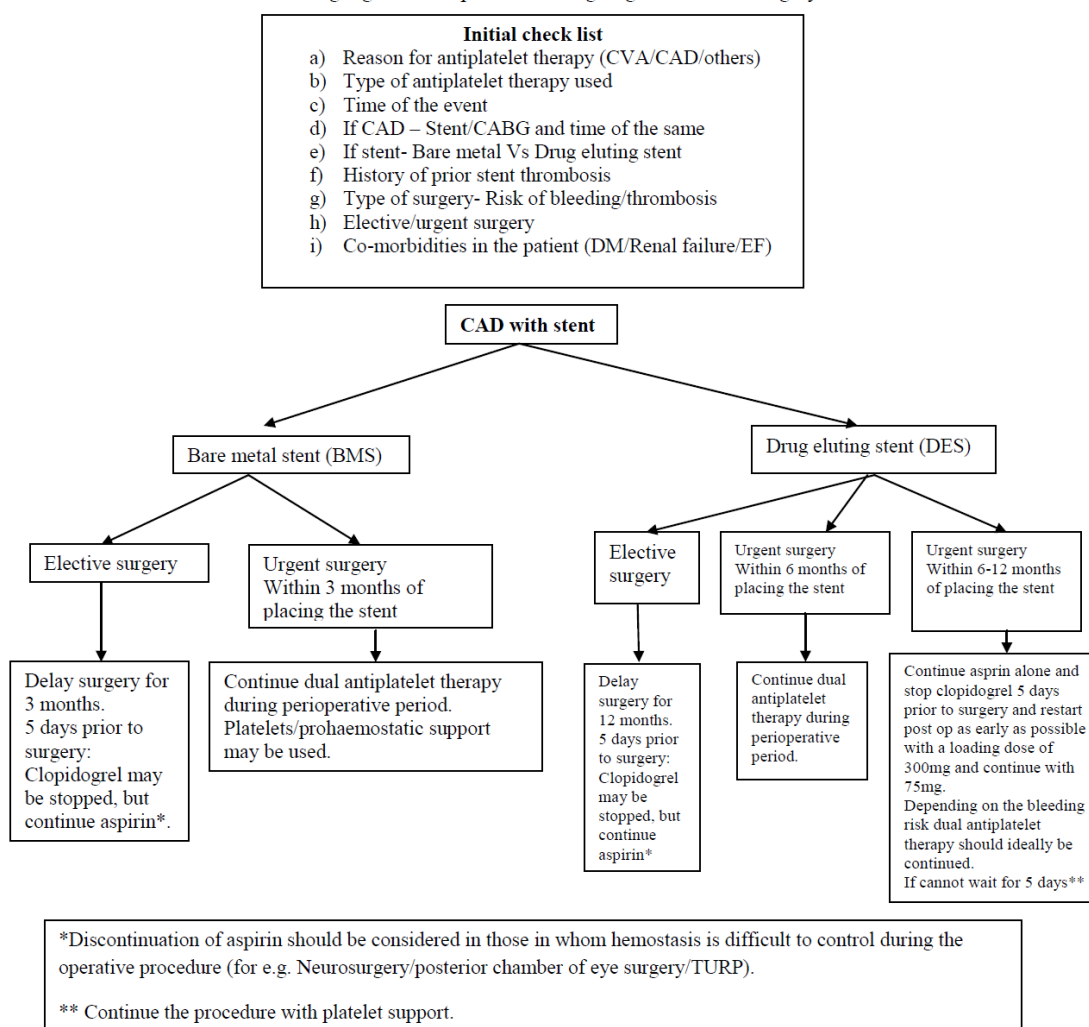 Initial check list
a) Reason for antiplatelet therapy (CVA/CAD/others)
b) Type of antiplatelet therapy used
c) Time of the event
d) If CAD – Stent/CABG and time of the same
e) If stent- Bare metal Vs Drug eluting stent
f) History of prior stent thrombosis
g) Type of surgery- Risk of bleeding/thrombosis
h) Elective/urgent surgery
i) Co-morbidities in the patient (DM/Renal failure/EF)
CAD with stent
Bare metal stent (BMS)
Drug eluting stent (DES)
Elective surgery
Urgent surgery
Within 3 months of
placing the stent
Elective
surgery
Urgent surgery
Within 6 months of
placing the stent
Urgent surgery
Within 6-12 months
of placing the stent
Delay surgery for
3 months.
5 days prior to
surgery:
Clopidogrel may
be stopped, but
continue aspirin*.
Continue dual antiplatelet therapy
during perioperative period.
Platelets/prohaemostatic support
may be used.
Delay
surgery for
12 months.
5 days prior
to surgery:
Clopidogrel
may be
stopped, but
continue
aspirin*
Continue dual
antiplatelet
therapy during
perioperative
period.
Continue asprin alone and
stop clopidogrel 5 days
prior to surgery and restart
post op as early as possible
with a loading dose of
300mg and continue with
75mg.
Depending on the bleeding
risk dual antiplatelet
therapy should ideally be
continued.
If cannot wait for 5 days**
*Discontinuation of aspirin should be considered in those in whom hemostasis is difficult to control during the
operative procedure (for e.g. Neurosurgery/posterior chamber of eye surgery/TURP).
** Continue the procedure with platelet support.